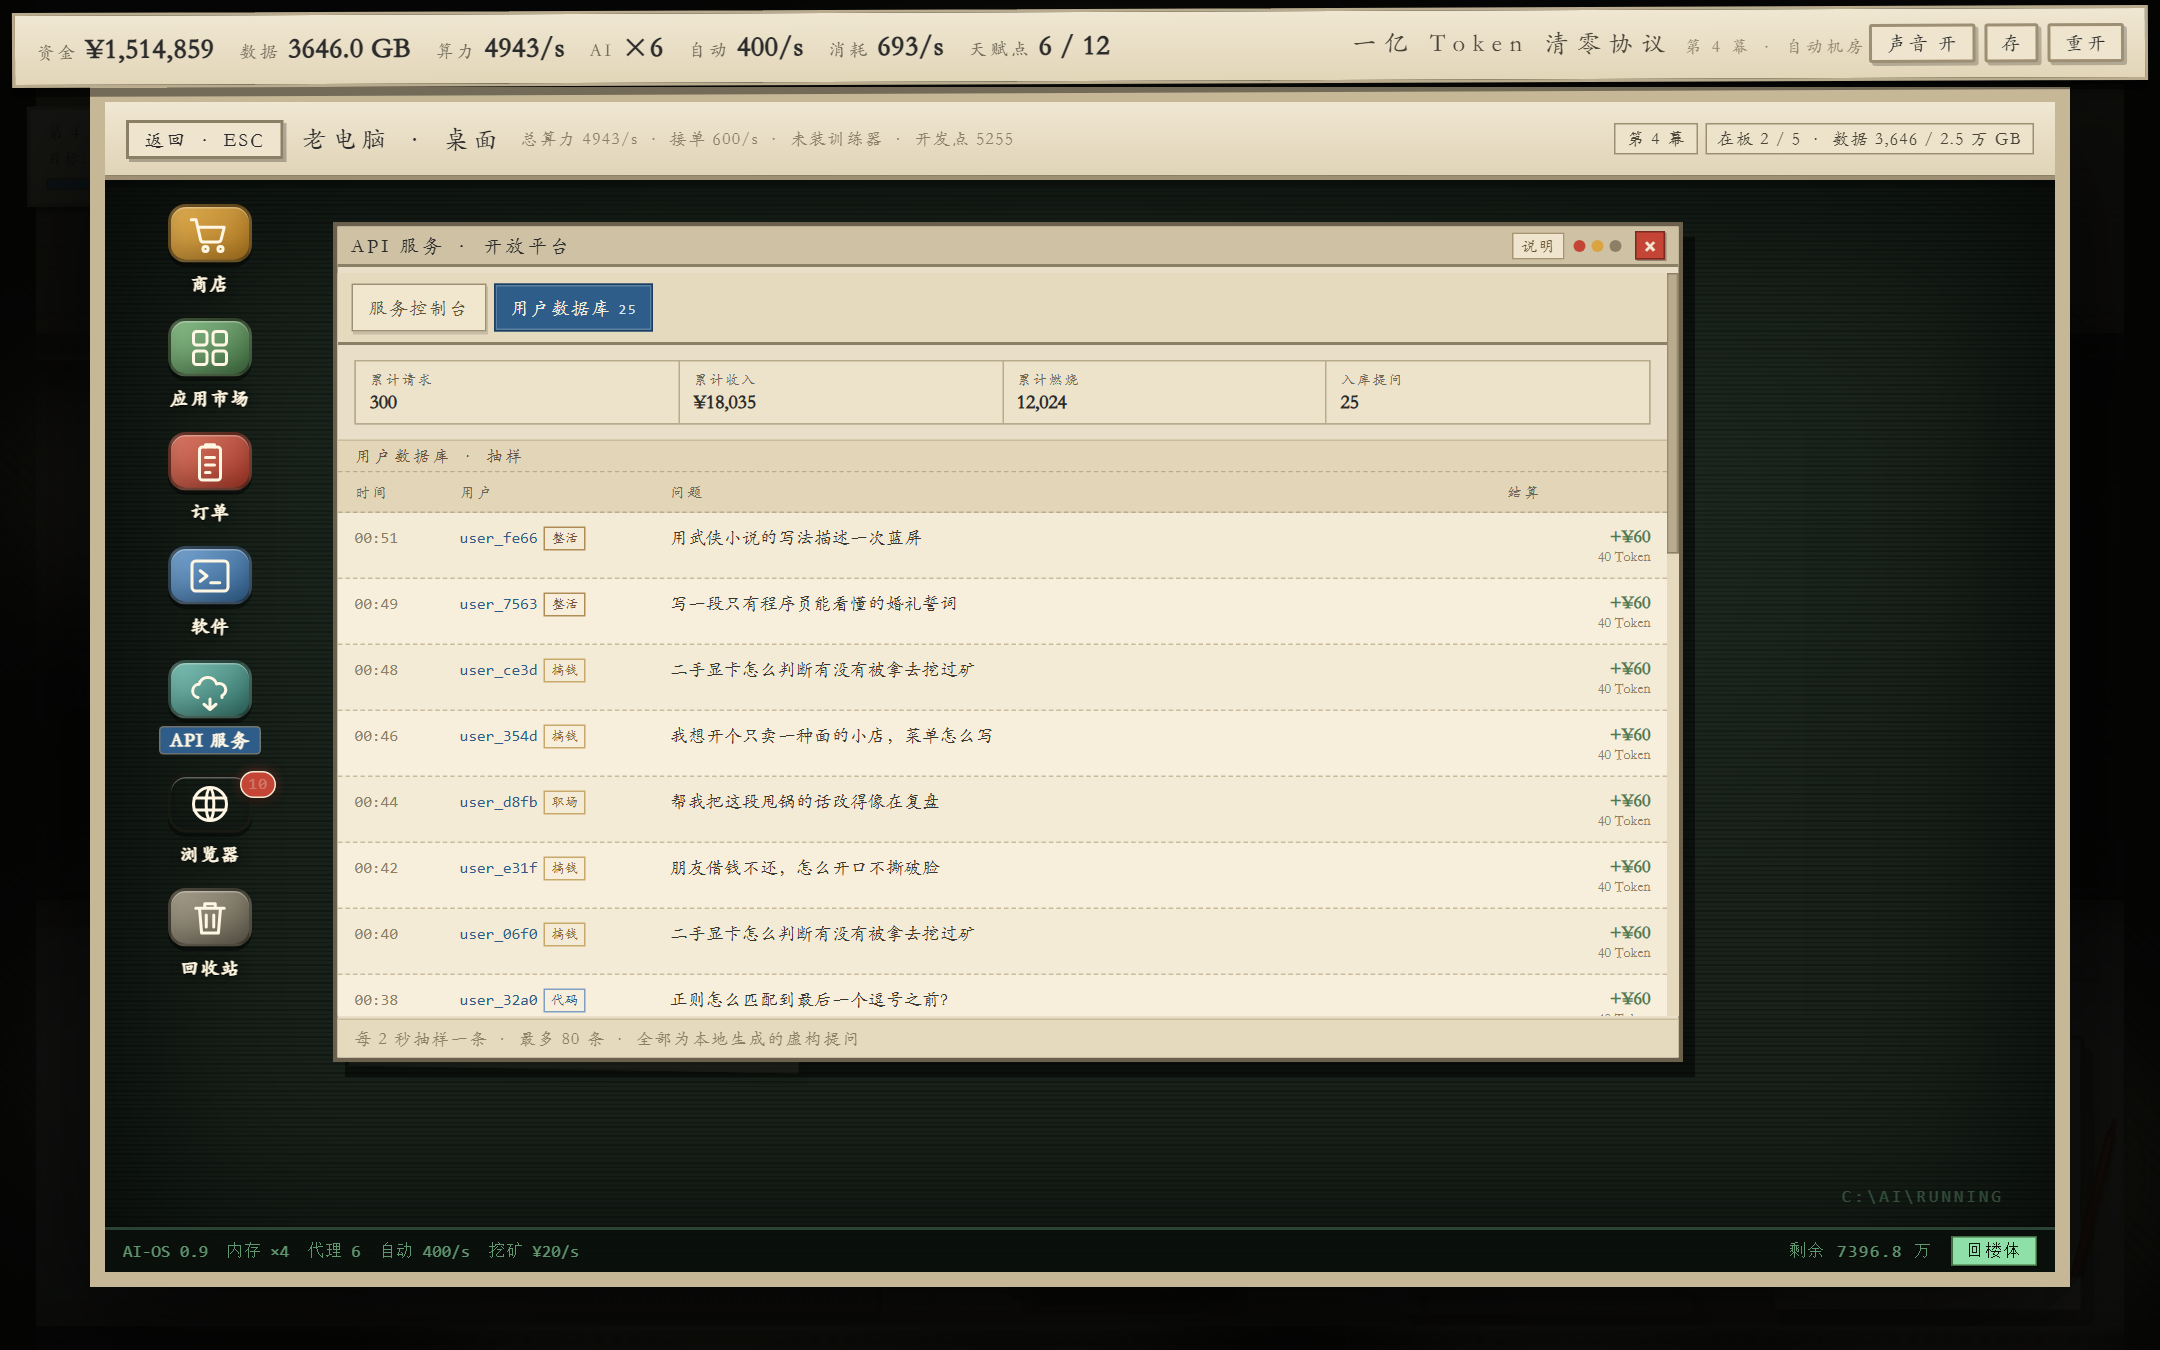 资金 ¥1,514,859 数据 3646.0 GB 算力 4943/s AI ×6 自动 400/s 消耗 693/s 天赋点 6 / 12 一亿 Token 清零协议 第 4 幕 · 自动机房 声音 开 存 重开
返回 · ESC 老电脑 · 桌面 总算力 4943/s · 接单 600/s · 未装训练器 · 开发点 5255 第 4 幕 在板 2 / 5 · 数据 3,646 / 2.5 万 GB
商店
应用市场
订单
软件
API 服务
10
浏览器
回收站
API 服务 · 开放平台 说明 ×
服务控制台 用户数据库 25
累计请求 累计收入 累计燃烧 入库提问
300 ¥18,035 12,024 25
用户数据库 · 抽样
时间 用户 问题 结算
00:51 user_fe66 整活 用武侠小说的写法描述一次蓝屏 +¥60
40 Token
00:49 user_7563 整活 写一段只有程序员能看懂的婚礼誓词 +¥60
40 Token
00:48 user_ce3d 搞钱 二手显卡怎么判断有没有被拿去挖过矿 +¥60
40 Token
00:46 user_354d 搞钱 我想开个只卖一种面的小店，菜单怎么写 +¥60
40 Token
00:44 user_d8fb 职场 帮我把这段甩锅的话改得像在复盘 +¥60
40 Token
00:42 user_e31f 搞钱 朋友借钱不还，怎么开口不撕破脸 +¥60
40 Token
00:40 user_06f0 搞钱 二手显卡怎么判断有没有被拿去挖过矿 +¥60
40 Token
00:38 user_32a0 代码 正则怎么匹配到最后一个逗号之前？ +¥60
每 2 秒抽样一条 · 最多 80 条 · 全部为本地生成的虚构提问
C:\AI\RUNNING
AI-OS 0.9 内存 ×4 代理 6 自动 400/s 挖矿 ¥20/s 剩余 7396.8 万 回楼体